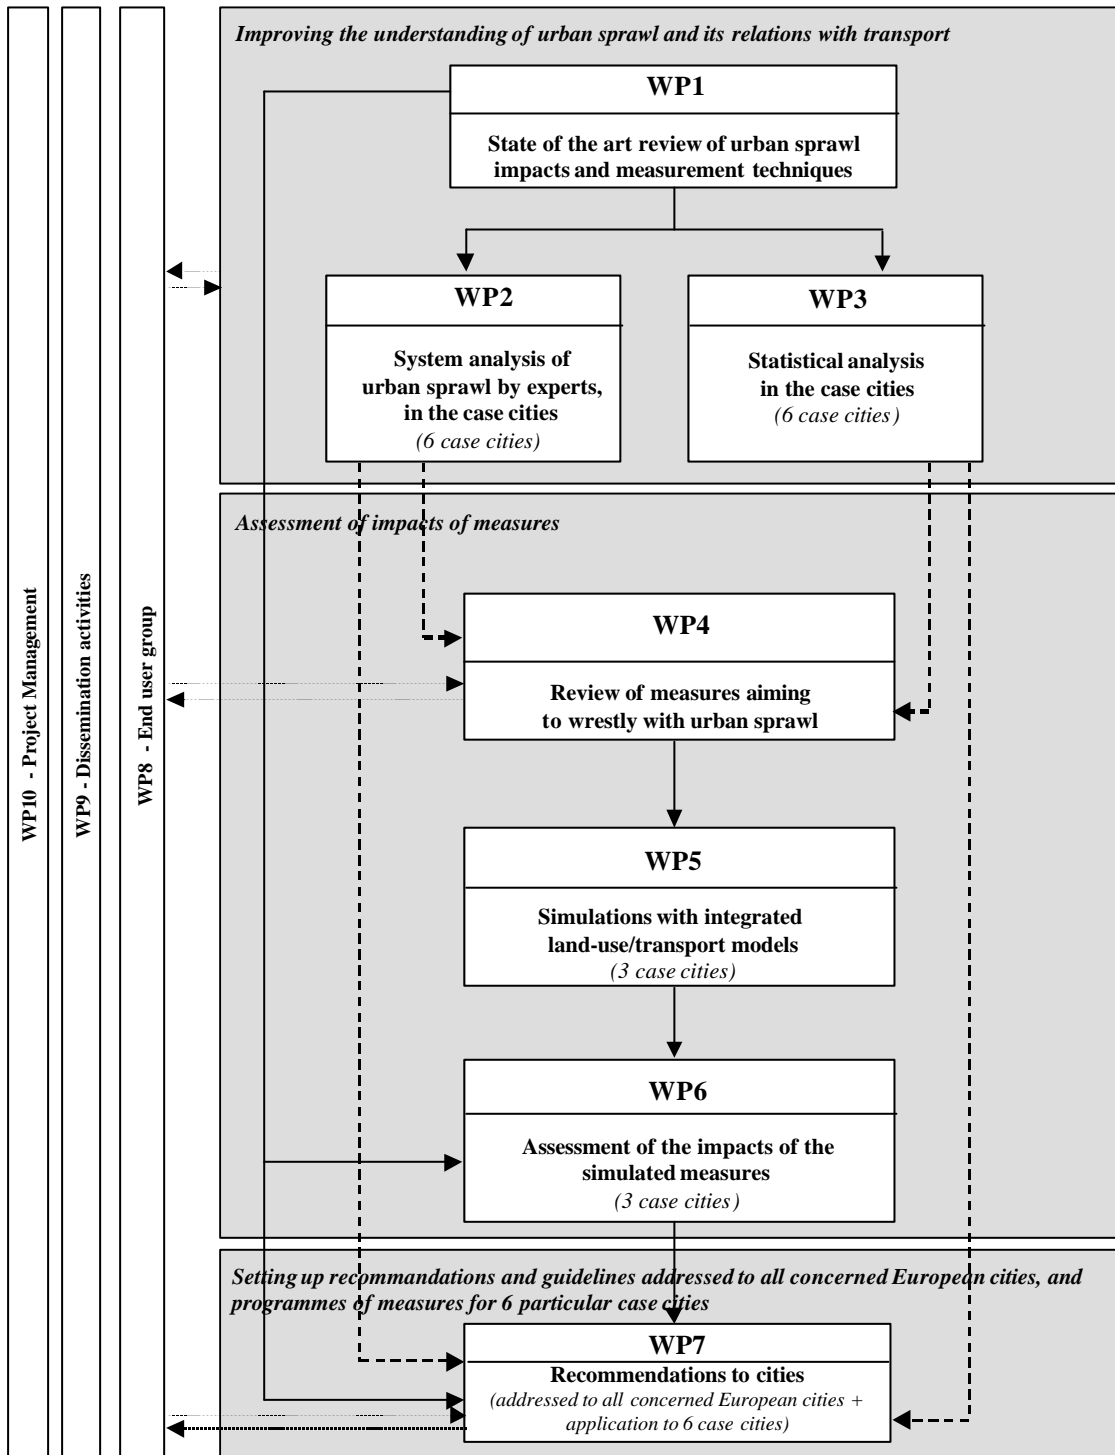 WP10 - Project Management
WP9 - Dissemination activities
WP8 - End user group
Improving the understanding of urban sprawl and its relations with transport
WP1
State of the art review of urban sprawl
impacts and measurement techniques
WP2
System analysis of
urban sprawl by experts,
in the case cities
(6 case cities)
WP3
Statistical analysis
in the case cities
(6 case cities)
Assessment of impacts of measures
WP4
Review of measures aiming
to wrestly with urban sprawl
WP5
Simulations with integrated
land-use/transport models
(3 case cities)
WP6
Assessment of the impacts of the
simulated measures
(3 case cities)
Setting up recommandations and guidelines addressed to all concerned European cities, and
programmes of measures for 6 particular case cities
WP7
Recommendations to cities
(addressed to all concerned European cities +
application to 6 case cities)